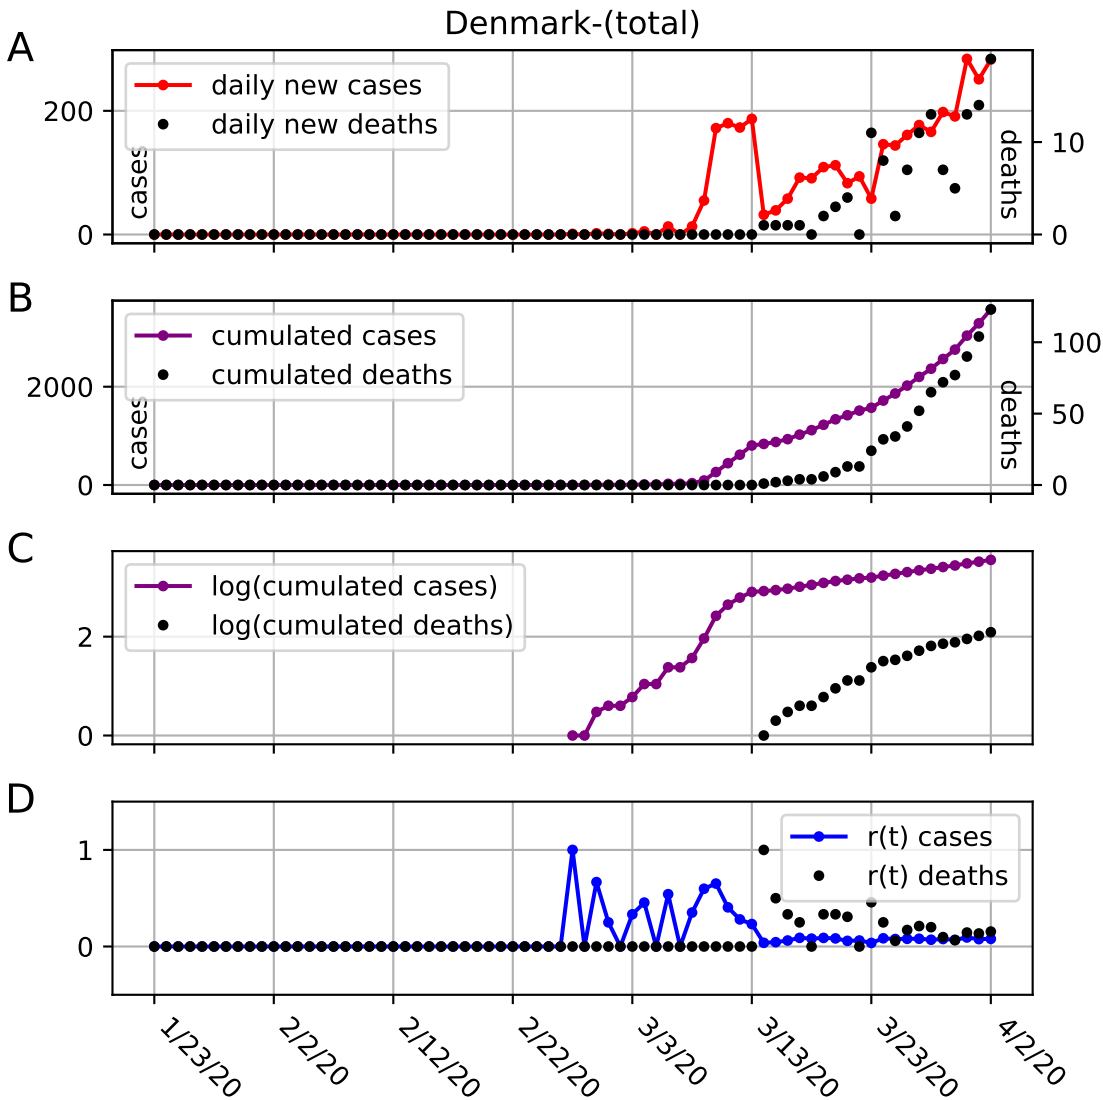 Denmark-(total)
A
daily new cases
daily new deaths
200
0
cases
10
0
deaths
B
cumulated cases
cumulated deaths
2000
0
cases
100
50
0
deaths
C
log(cumulated cases)
log(cumulated deaths)
2
0
D
r(t) cases
r(t) deaths
1
0
1/23/20
2/2/20
2/12/20
2/22/20
3/3/20
3/13/20
3/23/20
4/2/20